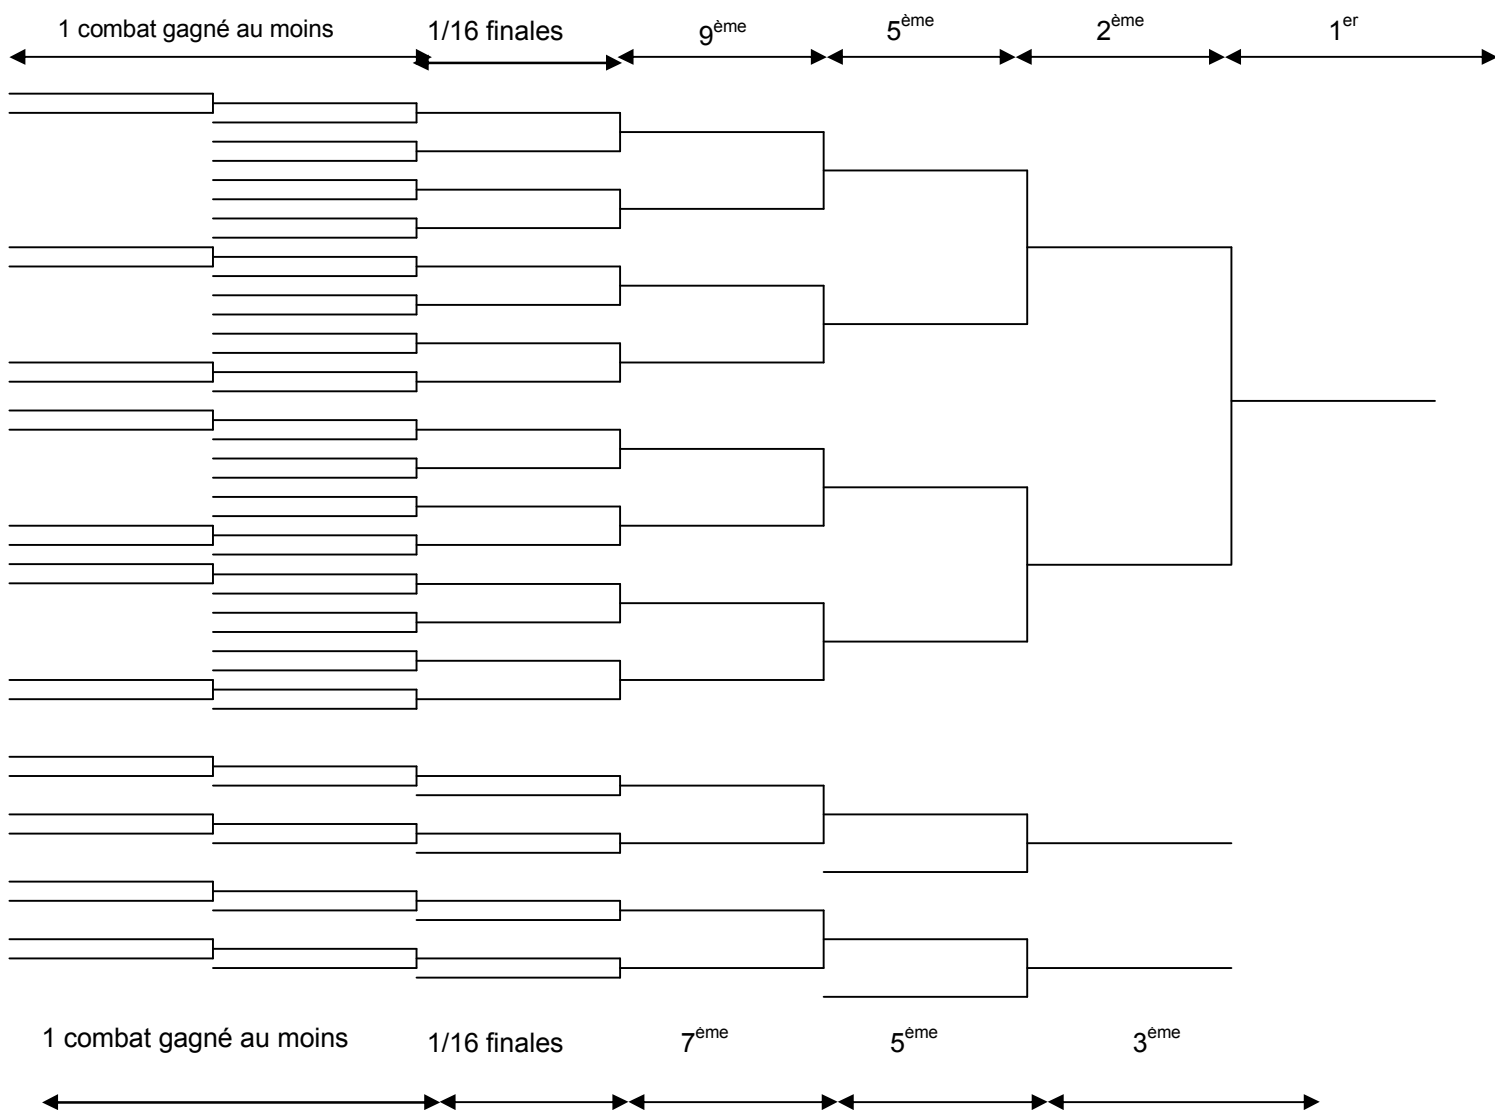 1 combat gagné au moins 1/16 finales 9ème 5ème 2ème 1er
1 combat gagné au moins 1/16 finales 7ème 5ème 3ème